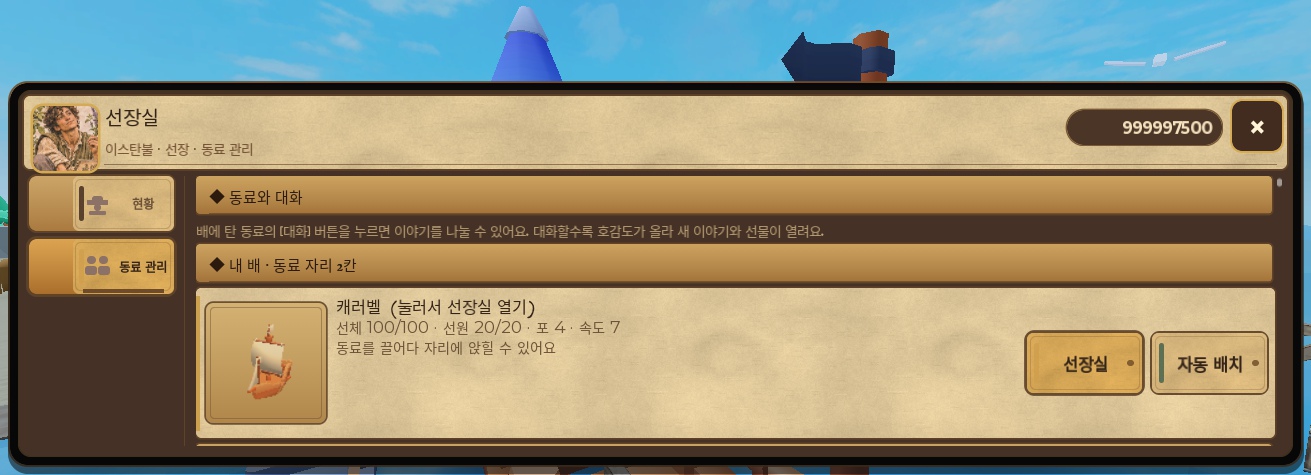 선장실
이스탄불 · 선장 · 동료 관리
999997500
×
현황
동료 관리
◆ 동료와 대화
배에 탄 동료의 [대화] 버튼을 누르면 이야기를 나눌 수 있어요. 대화할수록 호감도가 올라 새 이야기와 선물이 열려요.
◆ 내 배 · 동료 자리 2칸
캐러벨 (눌러서 선장실 열기)
선체 100/100 · 선원 20/20 · 포 4 · 속도 7
동료를 끌어다 자리에 앉힐 수 있어요
선장실
자동 배치